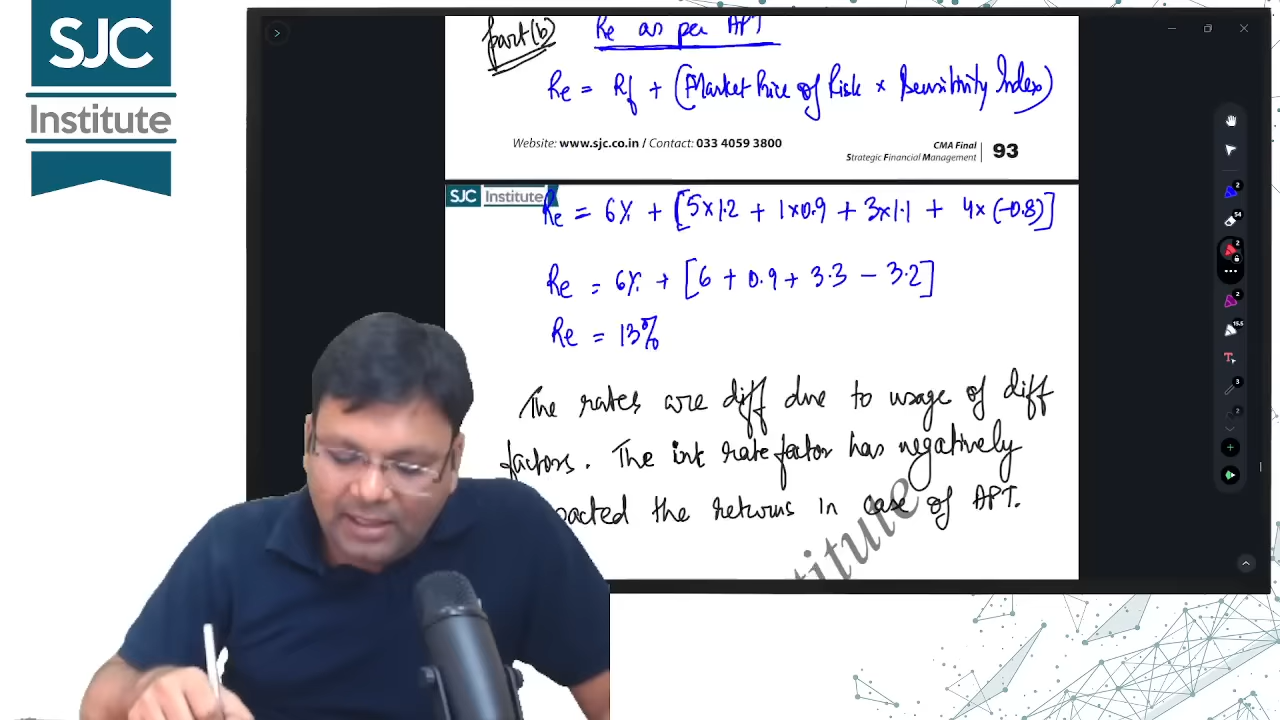 SJC
Institute
Part (b) Re as per APT
Re = Rf + (Market Price of Risk × Sensitivity Index)
Website: www.sjc.co.in / Contact: 033 4059 3800
CMA Final
Strategic Financial Management
93
SJC Institute
Re = 6% + [5×1.2 + 1×0.9 + 3×1.1 + 4×(-0.8)]
Re = 6% + [6 + 0.9 + 3.3 - 3.2]
Re = 13%
The rates are diff due to usage of diff
factors. The int rate factor has negatively
pacted the returns in case of APT.
titute